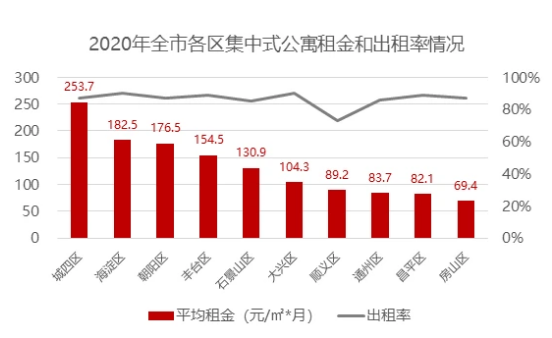 2020年全市各区集中式公寓租金和出租率情况
300
250
200
150
100
50
0
253.7
182.5
176.5
154.5
130.9
104.3
89.2
83.7
82.1
69.4
100%
80%
60%
40%
20%
0%
城四区
海淀区
朝阳区
丰台区
石景山区
大兴区
顺义区
通州区
昌平区
房山区
平均租金（元/㎡*月） 出租率